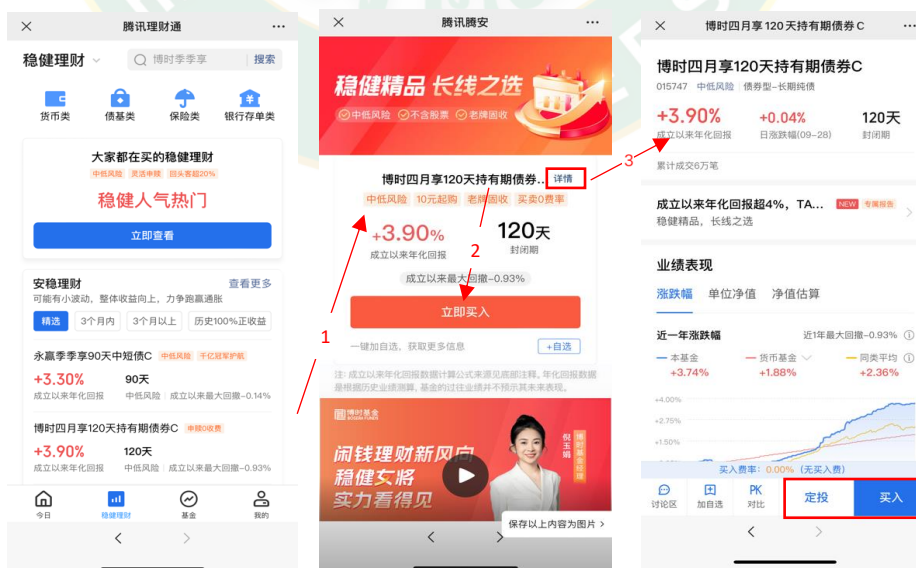 腾讯理财通
稳健理财
博时季季享
搜索
货币类
债基类
保险类
银行存单类
大家都在买的稳健理财
中低风险 灵活申赎 回头客超20%
稳健人气热门
立即查看
安稳理财
查看更多
可能有小波动,整体收益向上,力争跑赢通胀
精选
3个月内
3个月以上
历史100%正收益
永赢季季享90天中短债C 中低风险 千亿冠军护航
+3.30%
90天
成立以来年化回报
中低风险 成立以来最大回撤-0.14%
博时四月享120天持有期债券C 申赎0收费
+3.90%
120天
成立以来年化回报
中低风险 成立以来最大回撤-0.93%
今日
稳健理财
基金
我的
1
腾讯腾安
稳健精品 长线之选
中低风险 不含股票 老牌固收
博时四月享120天持有期债券..
详情
中低风险 10元起购 老牌固收 买卖0费率
+3.90%
120天
成立以来年化回报
封闭期
2
成立以来最大回撤-0.93%
立即买入
一键加自选,获取更多信息
+自选
注:成立以来年化回报数据计算公式来源见底部注释。年化回报数据
是根据历史业绩测算,基金的过往业绩并不预示其未来表现。
博时基金
BOSERA FUNDS
闲钱理财新风向
稳健女将
实力看得见
倪玉娟
博时基金经理
保存以上内容为图片 >
3
博时四月享120天持有期债券C
博时四月享120天持有期债券C
015747 中低风险 债券型-长期纯债
+3.90%
+0.04%
120天
成立以来年化回报
日涨跌幅(09-28)
封闭期
累计成交6万笔
成立以来年化回报超4%,TA...
NEW 专属报告
稳健精品,长线之选
业绩表现
涨跌幅
单位净值
净值估算
近一年涨跌幅
近1年最大回撤-0.93%
本基金
货币基金
同类平均
+3.74%
+1.88%
+2.36%
+4.00%
+2.75%
+1.50%
买入费率:0.00% (无买入费)
讨论区
加自选
PK
对比
定投
买入